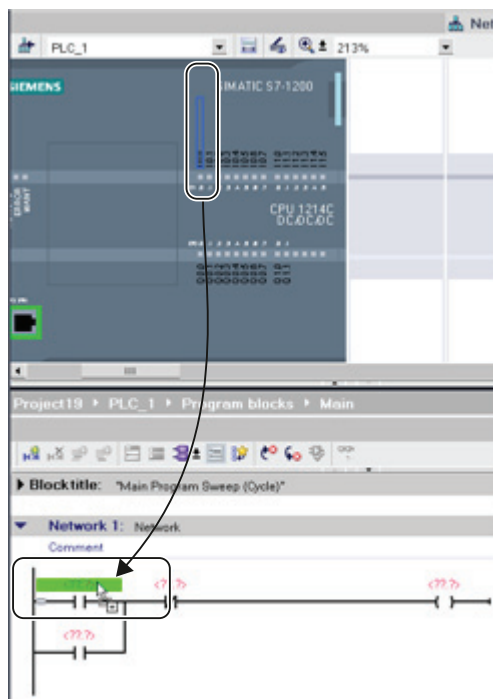 Net
PLC_1
213%
SIEMENS
SIMATIC S7-1200
CPU 1214C
DC/DC/DC
Project19 ▸ PLC_1 ▸ Program blocks ▸ Main
Block title: "Main Program Sweep (Cycle)"
Network 1: Network
Comment
<??.?> <??.?> <??.?>
<??.?>